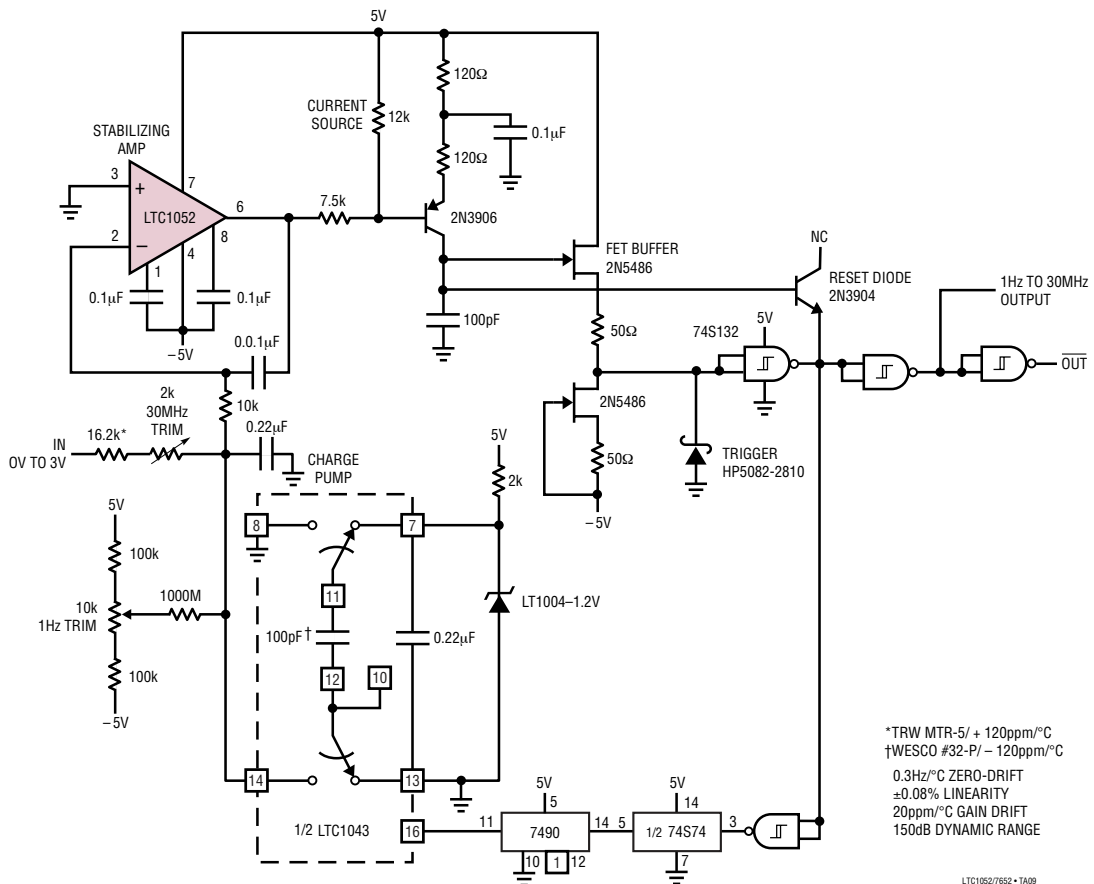 5V
120Ω
CURRENT
SOURCE
12k
0.1µF
STABILIZING
AMP
120Ω
3
+
7
LTC1052
6
7.5k
2N3906
2
–
8
4
1
FET BUFFER
2N5486
NC
RESET DIODE
2N3904
0.1µF
0.1µF
–5V
100pF
1Hz TO 30MHz
OUTPUT
50Ω
5V
74S132
0.0.1µF
OUT
2k
30MHz
TRIM
10k
2N5486
IN
0V TO 3V
16.2k*
0.22µF
CHARGE
PUMP
5V
2k
50Ω
TRIGGER
HP5082-2810
–5V
5V
8
7
100k
11
LT1004–1.2V
10k
1Hz TRIM
1000M
100pF†
0.22µF
12
10
100k
–5V
*TRW MTR-5/ + 120ppm/°C
†WESCO #32-P/ – 120ppm/°C
0.3Hz/°C ZERO-DRIFT
±0.08% LINEARITY
20ppm/°C GAIN DRIFT
150dB DYNAMIC RANGE
14
13
5V
5
5V
14
1/2 LTC1043
16
11
7490
14
5
1/2 74S74
3
10
1
12
7
LTC1052/7652 • TA09